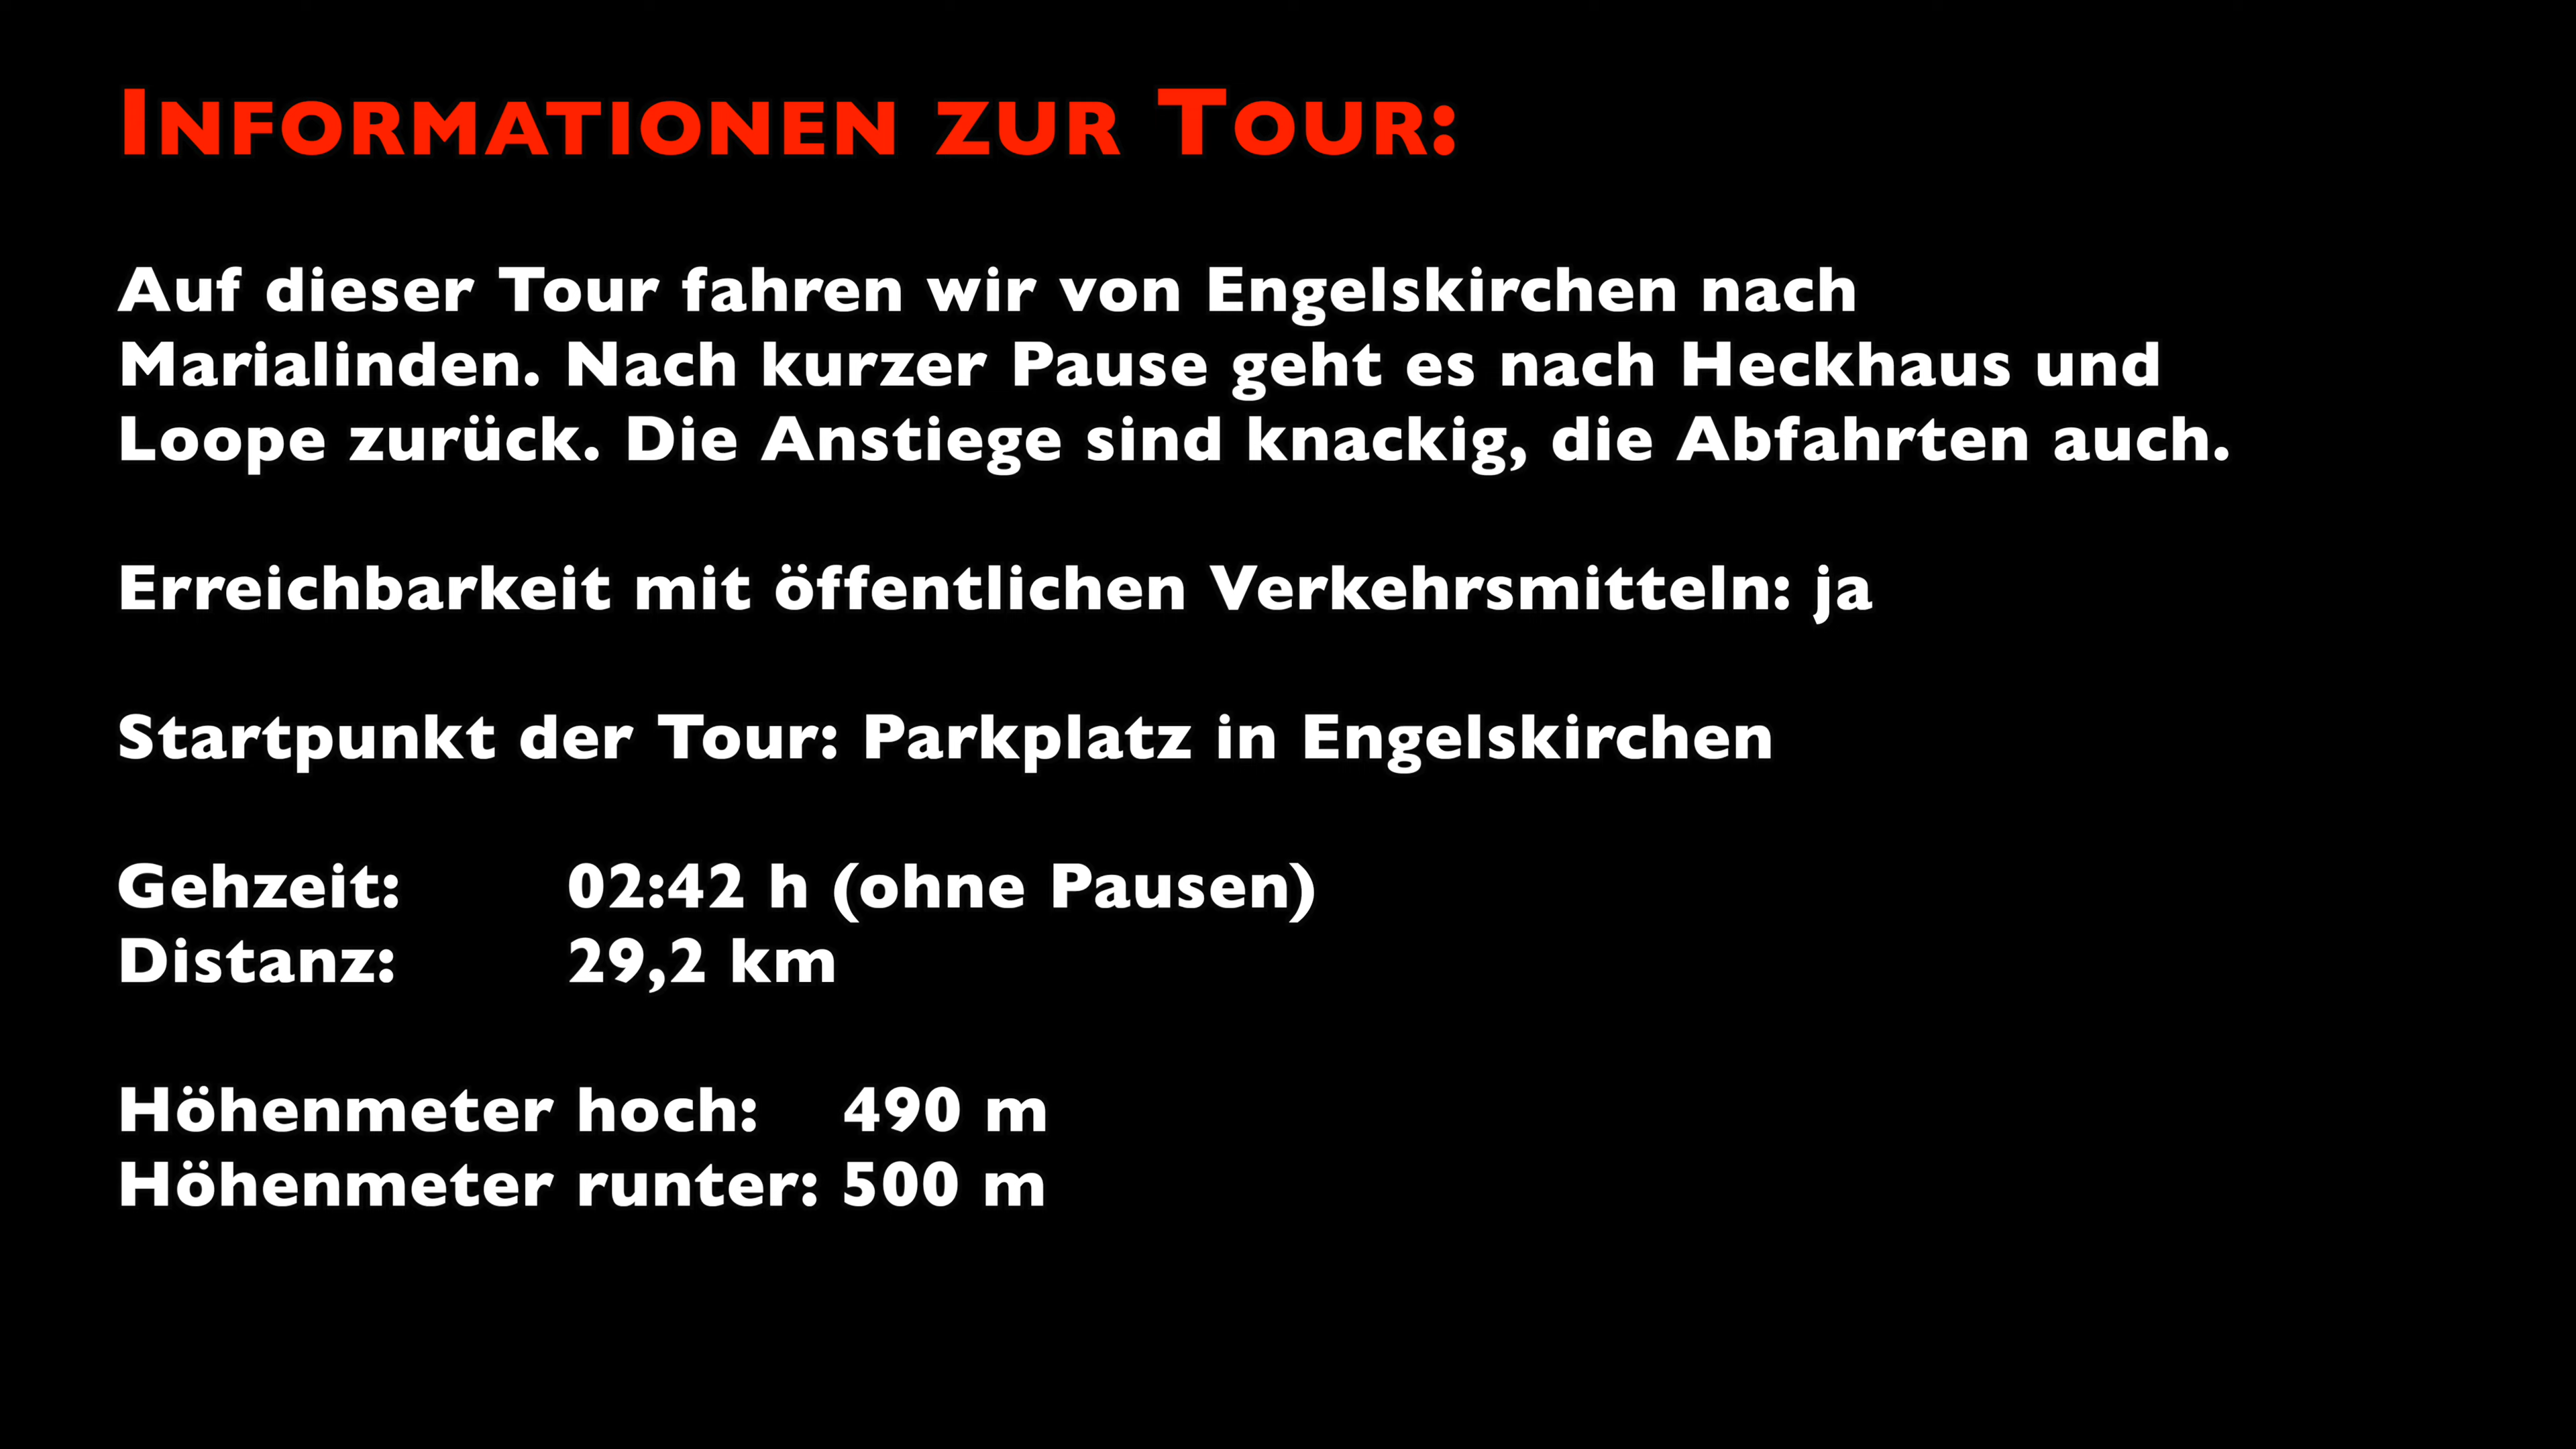 INFORMATIONEN ZUR TOUR:
Auf dieser Tour fahren wir von Engelskirchen nach
Marialinden. Nach kurzer Pause geht es nach Heckhaus und
Loope zurück. Die Anstiege sind knackig, die Abfahrten auch.
Erreichbarkeit mit öffentlichen Verkehrsmitteln: ja
Startpunkt der Tour: Parkplatz in Engelskirchen
Gehzeit: 02:42 h (ohne Pausen)
Distanz: 29,2 km
Höhenmeter hoch: 490 m
Höhenmeter runter: 500 m